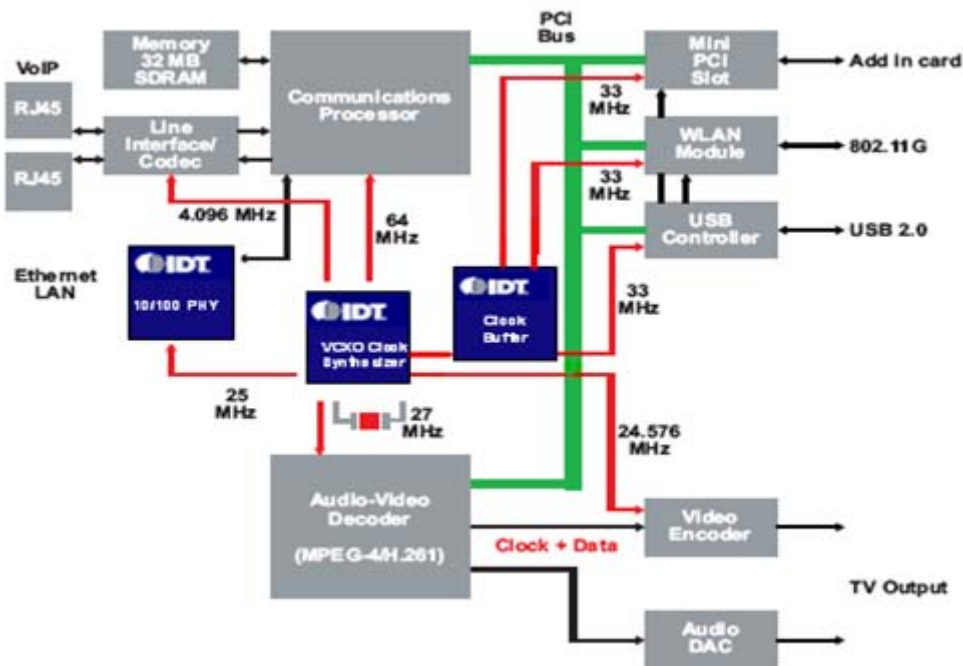 PCI
Bus
Memory
32 MB
SDRAM
Communications
Processor
Mini
PCI
Slot
Add in card
VoIP
RJ45
RJ45
Line
Interface/
Codec
33
MHz
WLAN
Module
802.11G
33
MHz
4.096 MHz
64
MHz
USB
Controller
USB 2.0
Ethernet
LAN
IDT
10/100 PHY
IDT
VCXO Clock
Synthesizer
IDT
Clock
Buffer
33
MHz
25
MHz
27
MHz
24.576
MHz
Audio-Video
Decoder
(MPEG-4/H.261)
Clock + Data
Video
Encoder
TV Output
Audio
DAC